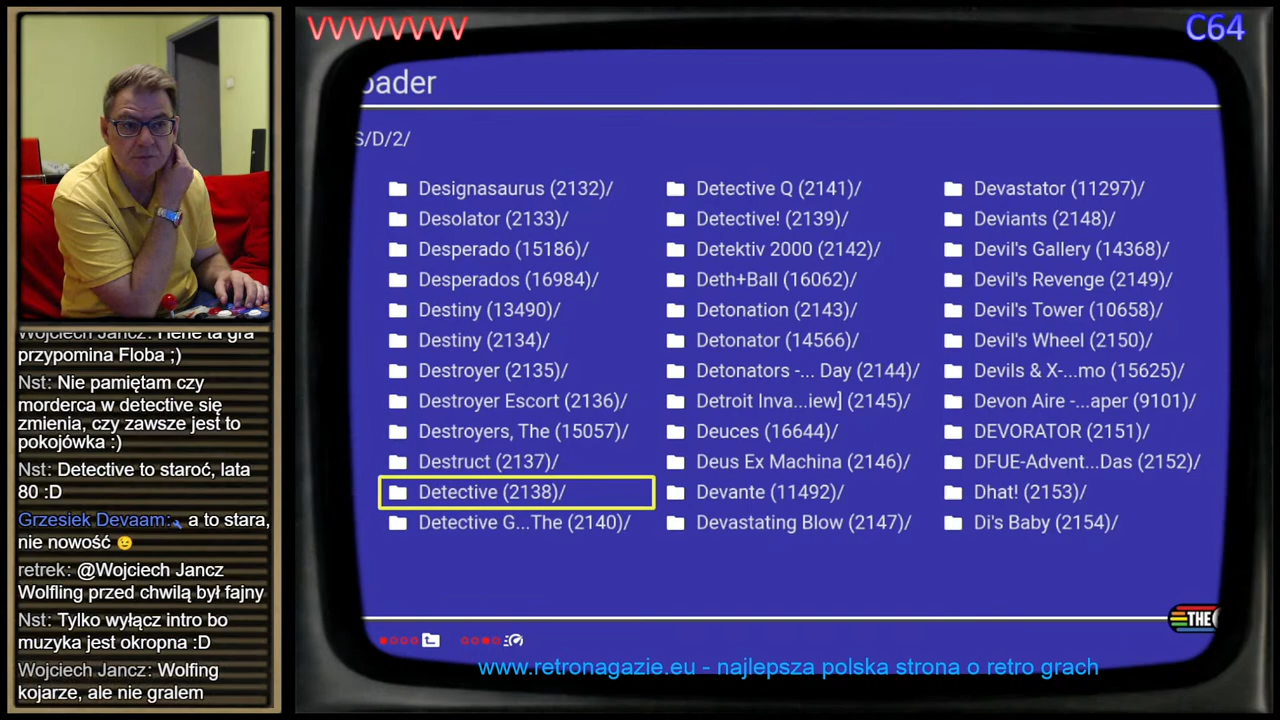 VVVVVVVV
C64
oader
S/D/2/
Designasaurus (2132)/
Desolator (2133)/
Desperado (15186)/
Desperados (16984)/
Destiny (13490)/
Destiny (2134)/
Destroyer (2135)/
Destroyer Escort (2136)/
Destroyers, The (15057)/
Destruct (2137)/
Detective (2138)/
Detective G...The (2140)/
Detective Q (2141)/
Detective! (2139)/
Detektiv 2000 (2142)/
Deth+Ball (16062)/
Detonation (2143)/
Detonator (14566)/
Detonators -... Day (2144)/
Detroit Inva...iew] (2145)/
Deuces (16644)/
Deus Ex Machina (2146)/
Devante (11492)/
Devastating Blow (2147)/
Devastator (11297)/
Deviants (2148)/
Devil's Gallery (14368)/
Devil's Revenge (2149)/
Devil's Tower (10658)/
Devil's Wheel (2150)/
Devils & X-...mo (15625)/
Devon Aire -...aper (9101)/
DEVORATOR (2151)/
DFUE-Advent...Das (2152)/
Dhat! (2153)/
Di's Baby (2154)/
THE
www.retronagazie.eu - najlepsza polska strona o retro grach
Wojciech Jancz: Hehe ta gra
przypomina Floba ;)
Nst: Nie pamiętam czy
morderca w detective się
zmienia, czy zawsze jest to
pokojówka :)
Nst: Detective to staroć, lata
80 :D
Grzesiek Devaam: a to stara,
nie nowość 😉
retrek: @Wojciech Jancz
Wolfling przed chwilą był fajny
Nst: Tylko wyłącz intro bo
muzyka jest okropna :D
Wojciech Jancz: Wolfing
kojarze, ale nie gralem